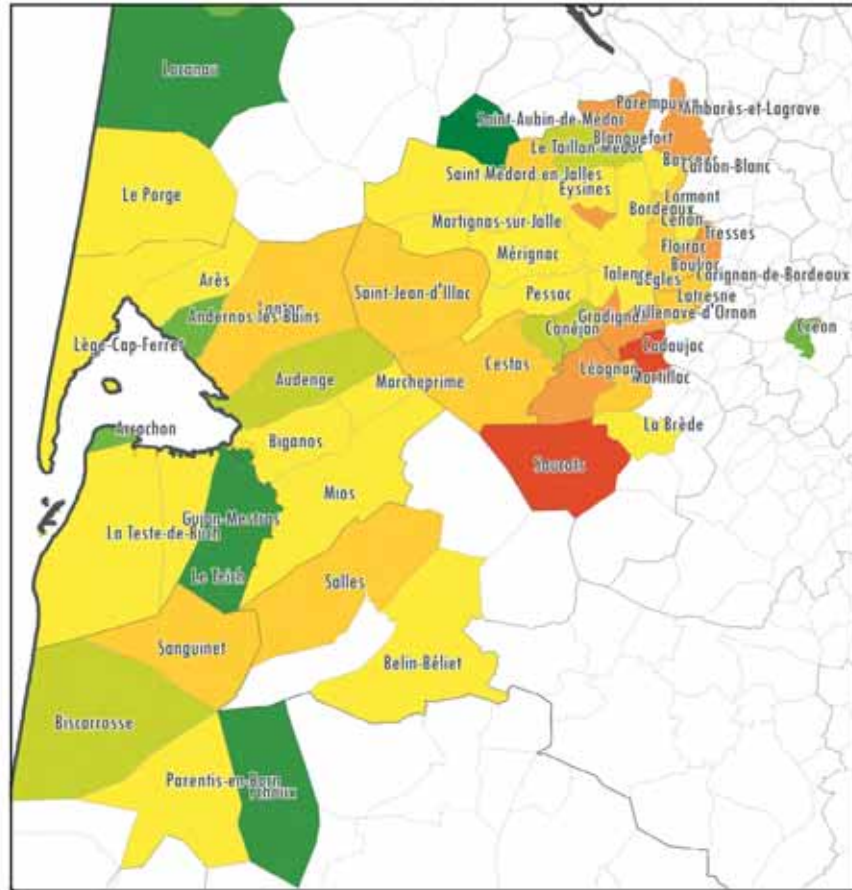 Lacanau
Parempuyre
Saint-Aubin-de-Médoc
Ambarès-et-Lagrave
Blanquefort
Le Taillan-Médoc
Bassens
Carbon-Blanc
Saint Médard en Jalles
Eysines
Le Porge
Lormont
Bordeaux
Martignas-sur-Jalle
Cenon
Tresses
Floirac
Mérignac
Bouliac
Arès
Talence
Bègles
Carignan-de-Bordeaux
Saint-Jean-d'Illac
Pessac
Latresne
Lanton
Andernos-les-Bains
Gradignan
Villenave-d'Ornon
Canéjan
Créon
Lège-Cap-Ferret
Cadaujac
Cestas
Léognan
Audenge
Marcheprime
Martillac
La Brède
Arcachon
Biganos
Saucats
Mios
Gujan-Mestras
La Teste-de-Buch
Le Teich
Salles
Sanguinet
Belin-Béliet
Biscarrosse
Parentis-en-Born